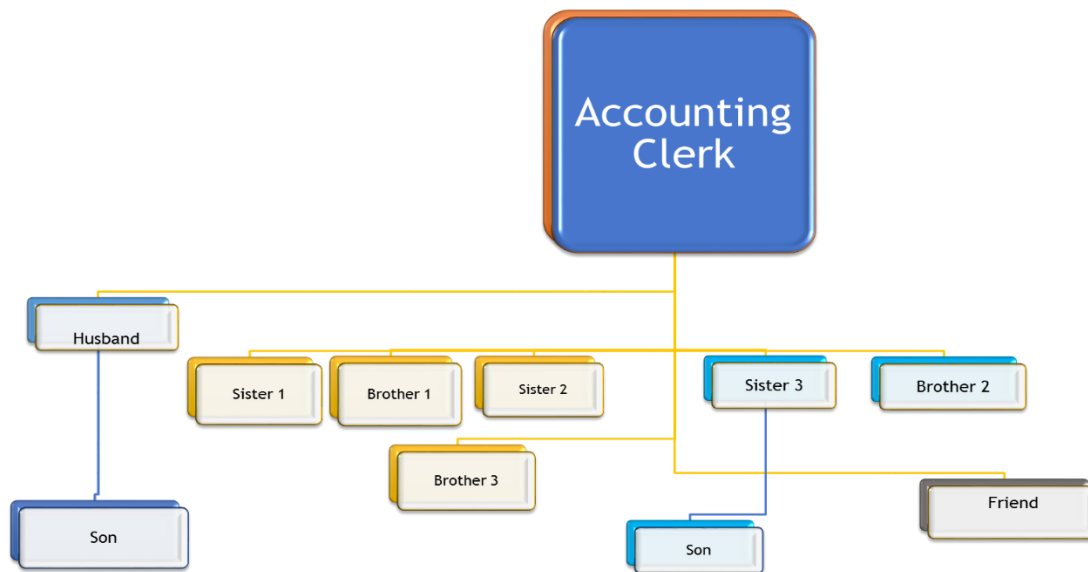 Accounting
Clerk
Husband
Sister 1
Brother 1
Sister 2
Sister 3
Brother 2
Brother 3
Friend
Son
Son